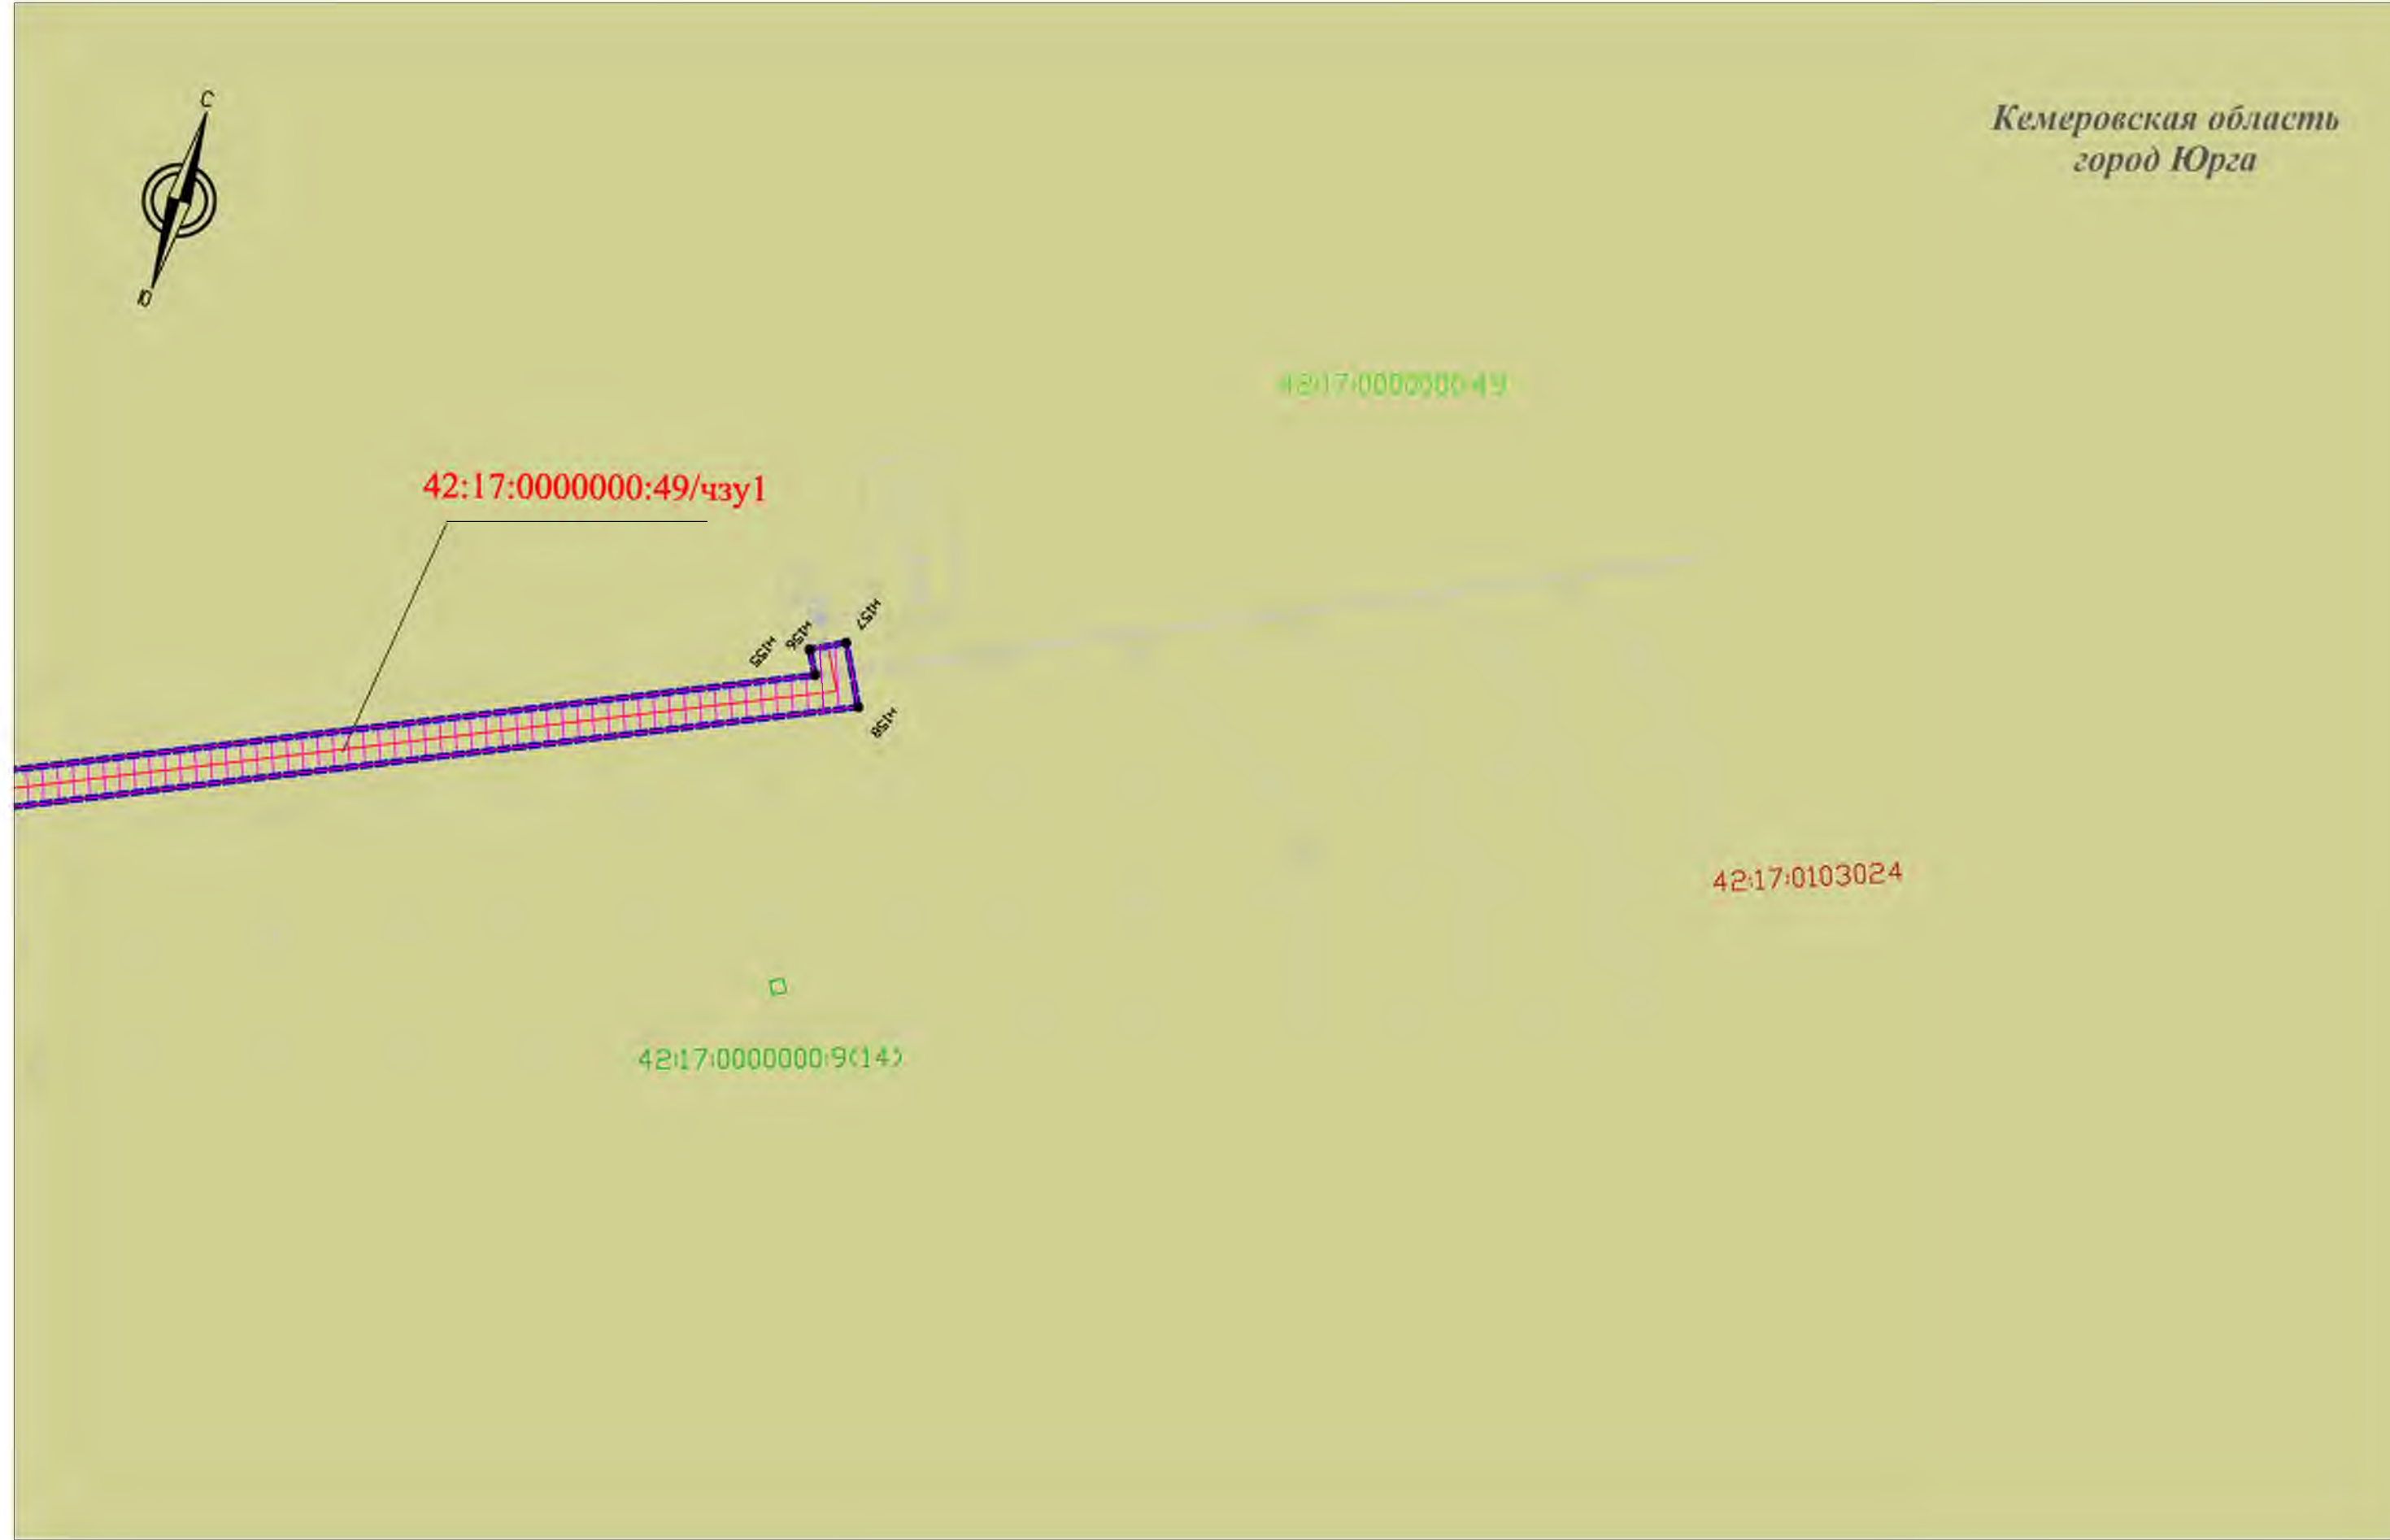 С
Ю
Кемеровская область
город Юрга
42:17:0000000:49
42:17:0000000:49/чзу1
н157
н156
н155
н158
42:17:0103024
42:17:0000000:9(14)